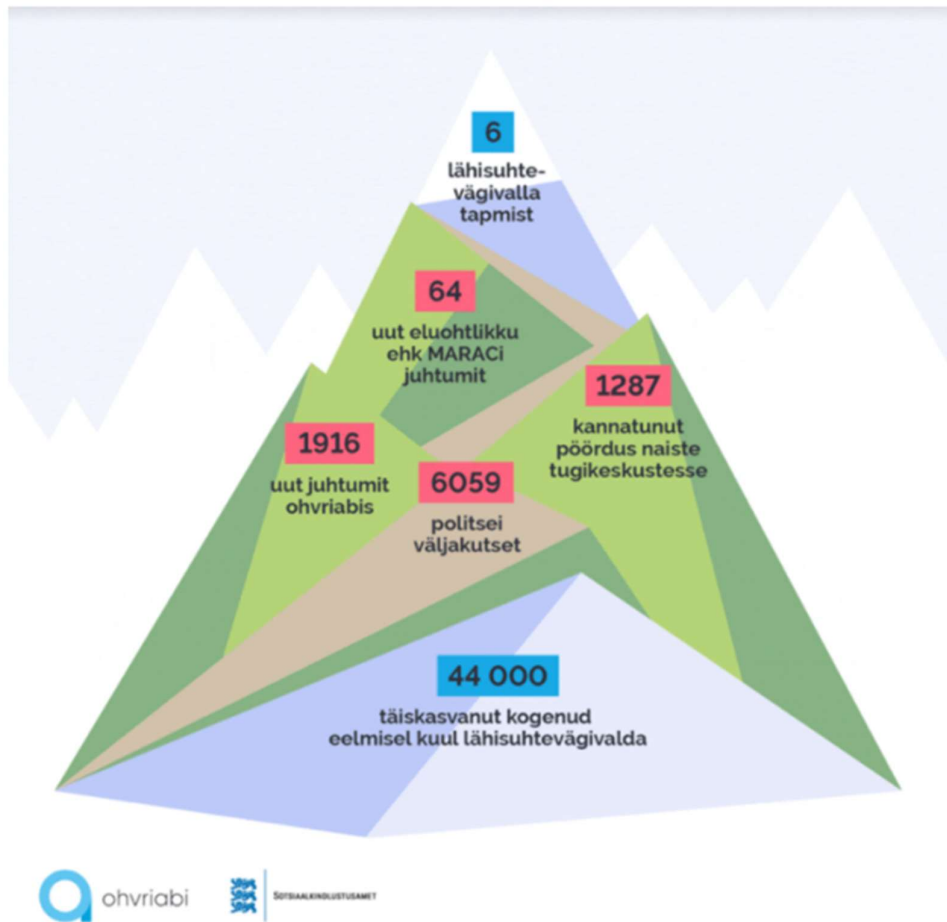 6
lähisuhte-
vägivalla
tapmist
64
uut eluohtlikku
ehk MARACi
juhtumit
1287
kannatunut
pöördus naiste
tugikeskustesse
1916
uut juhtumit
ohvriabis
6059
politsei
väljakutset
44 000
täiskasvanut kogenud
eelmisel kuul lähisuhtevägivalda
ohvriabi
SOTSIAALKINDLUSTUSAMET